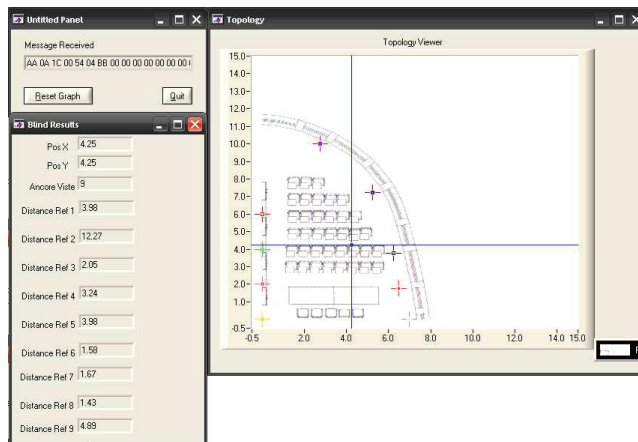 Untitled Panel
Message Received
AA 0A 1C 00 54 04 BB 00 00 00 00 00 00 00
Reset Graph
Quit
Blind Results
Pos X 4.25
Pos Y 4.25
Ancore Viste 9
Distance Ref 1 3.98
Distance Ref 2 12.27
Distance Ref 3 2.05
Distance Ref 4 3.24
Distance Ref 5 3.98
Distance Ref 6 1.58
Distance Ref 7 1.67
Distance Ref 8 1.43
Distance Ref 9 4.89
Topology
Topology Viewer
15.0
14.0
13.0
12.0
11.0
10.0
9.0
8.0
7.0
6.0
5.0
4.0
3.0
2.0
1.0
-0.5
-0.5 2.0 4.0 6.0 8.0 10.0 12.0 15.0